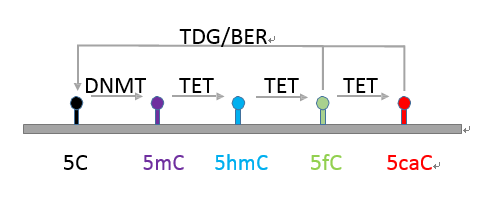 TDG/BER
DNMT TET TET TET
5C 5mC 5hmC 5fC 5caC